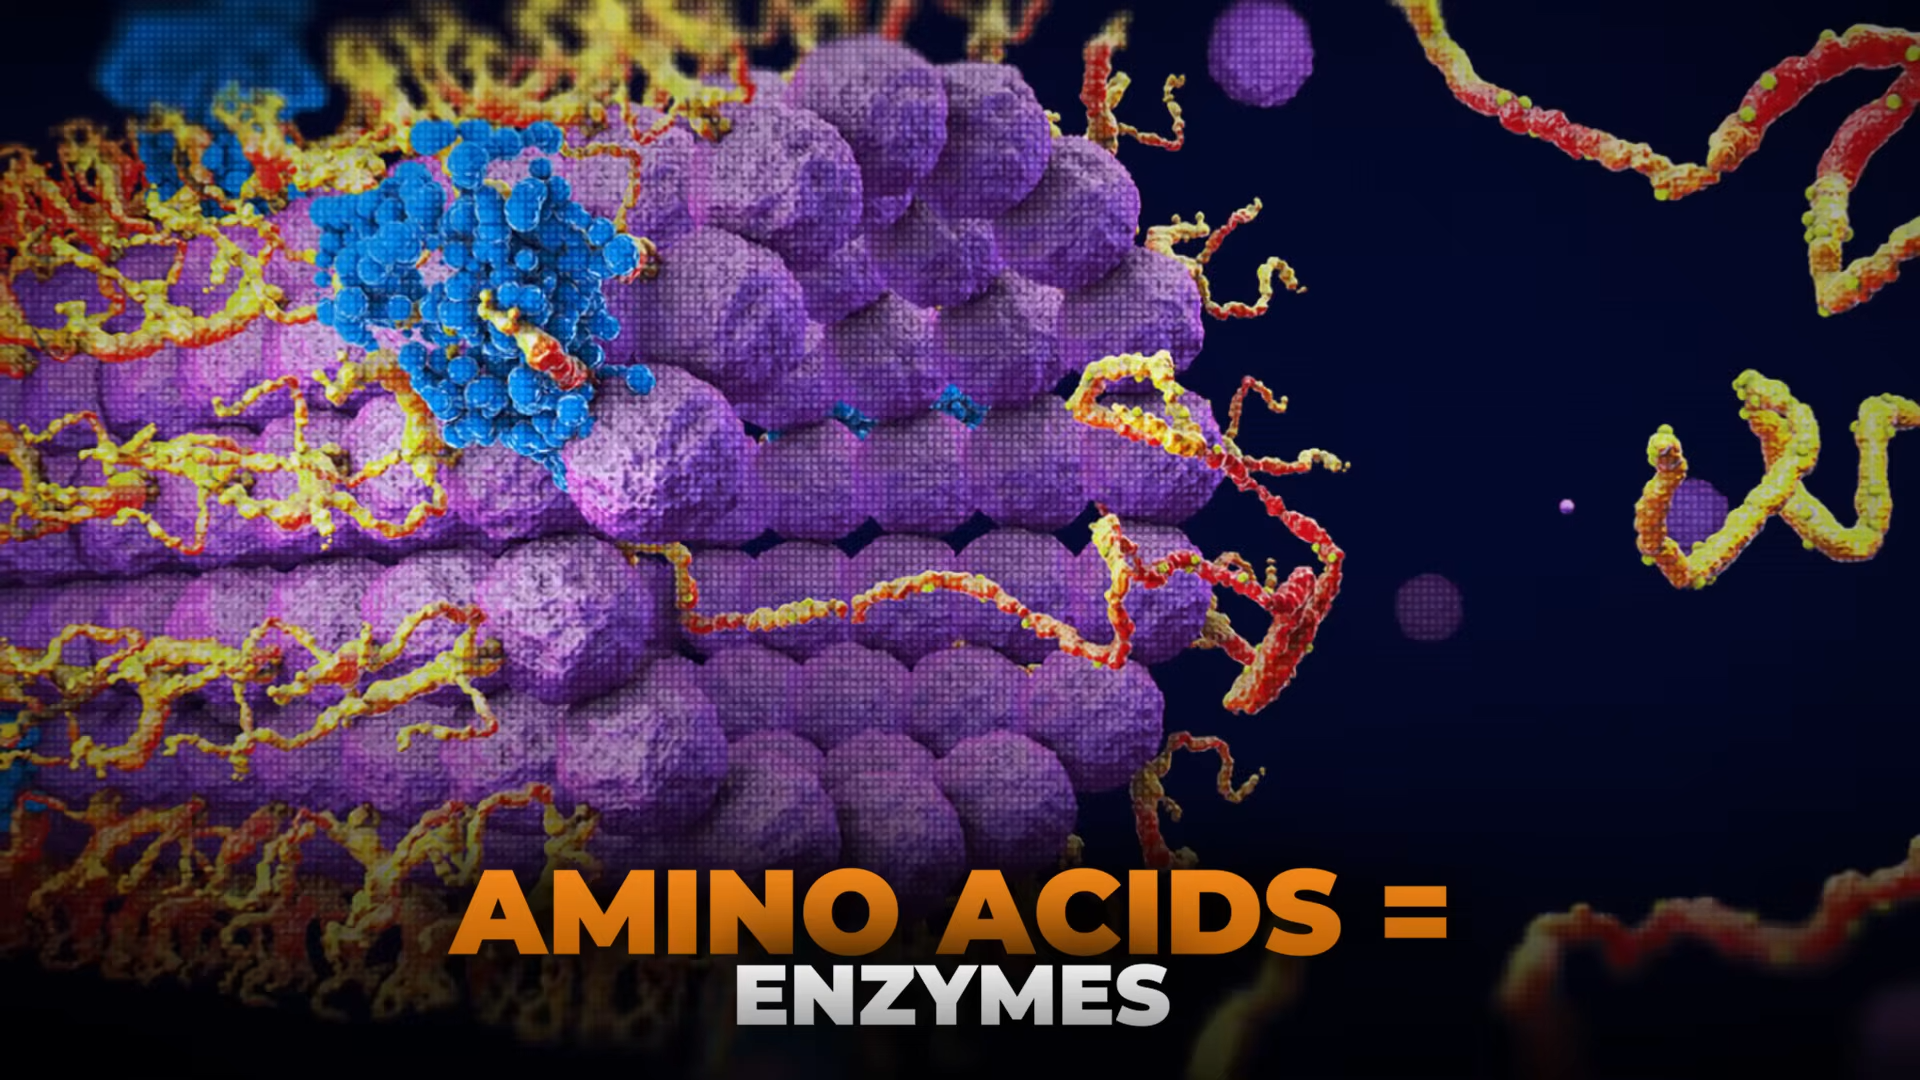 AMINO ACIDS =
ENZYMES